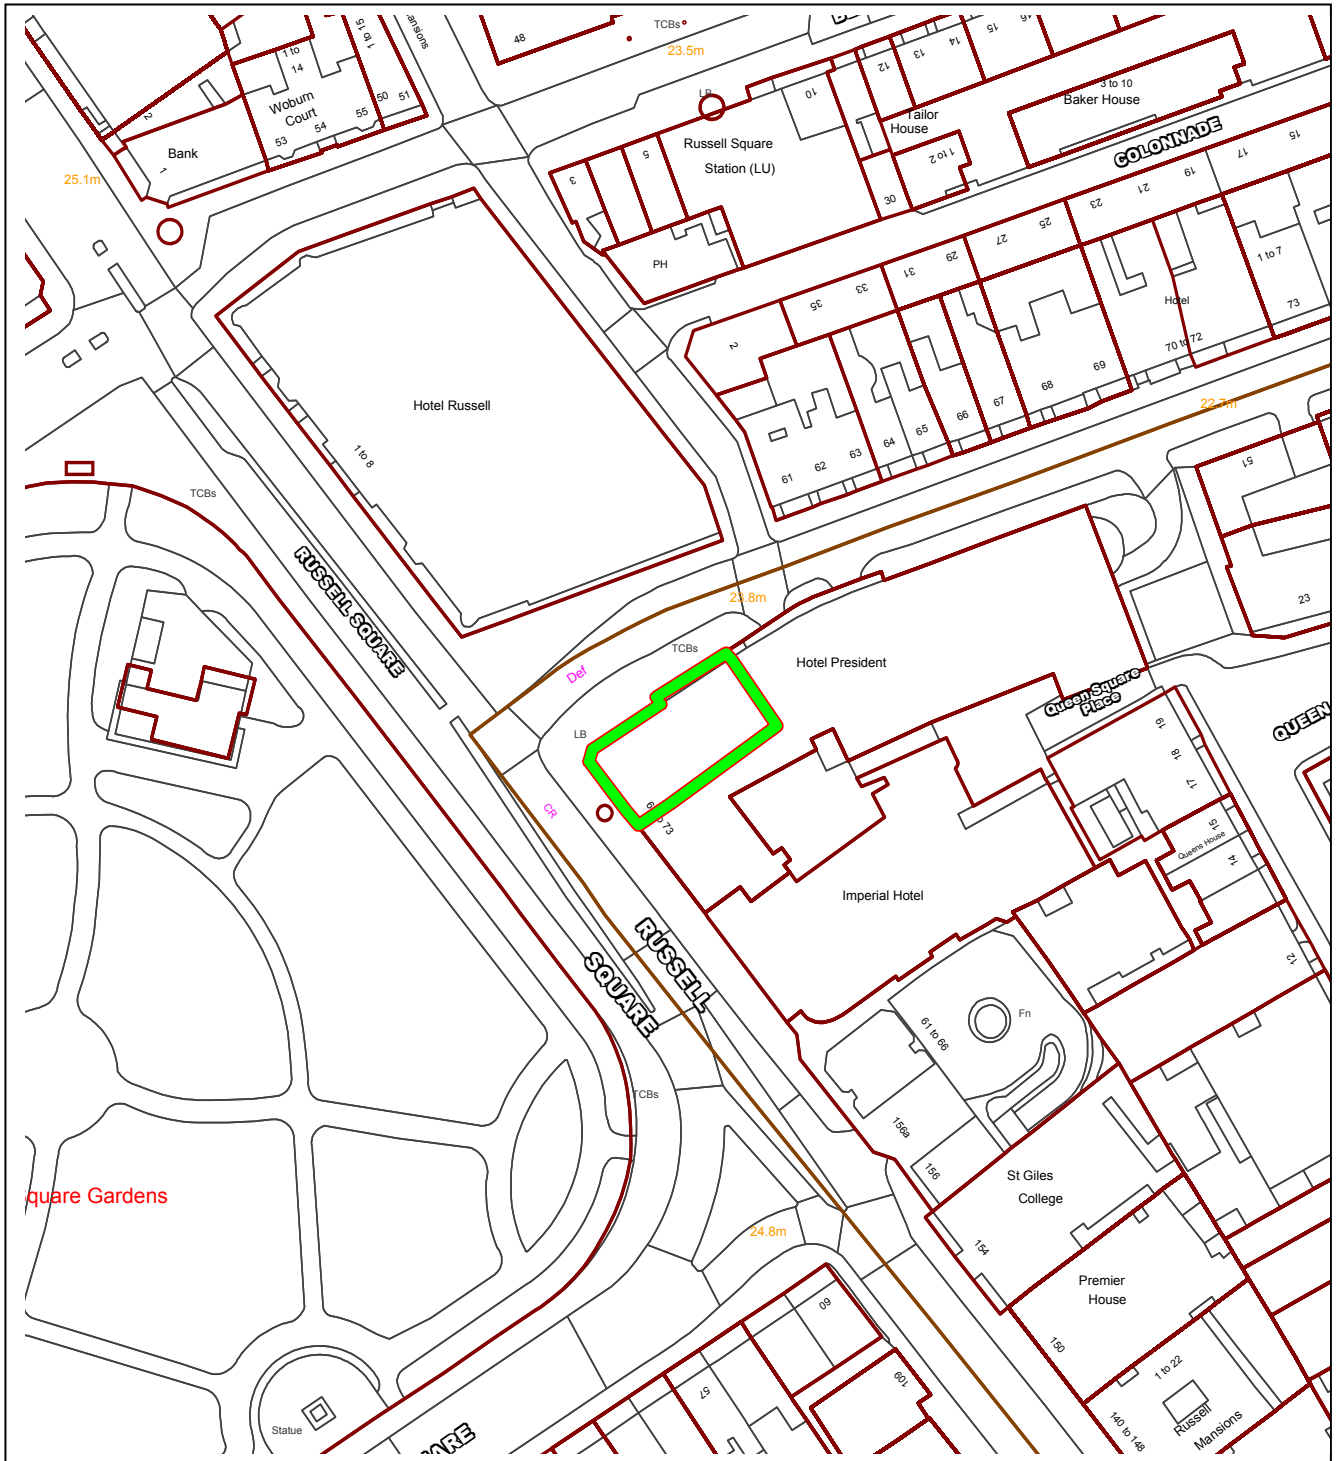 48
TCBs
23.5m
1 to
14
1 to 15
Woburn
Court
50
51
55
54
53
2
Bank
1
25.1m
LB
10
12
13
14
15
16
3 to 10
Baker House
Tailor
House
1 to 2
30
COLONNADE
15
17
19
21
23
25
27
29
31
33
35
3
5
Russell Square
Station (LU)
PH
2
Hotel
1 to 7
73
70 to 72
69
68
67
66
65
64
63
62
61
22.7m
Hotel Russell
1 to 8
TCBs
RUSSELL SQUARE
51
23
23.8m
TCBs
Def
LB
CR
Hotel President
Queen Square
Place
QUEEN
19
18
17
15
Queens House
14
12
Imperial Hotel
RUSSELL
SQUARE
Fn
61 to 66
156a
156
TCBs
St Giles
College
154
quare Gardens
24.8m
Premier
House
150
60
57
109
1 to 22
Russell
Mansions
140 to 148
Statue